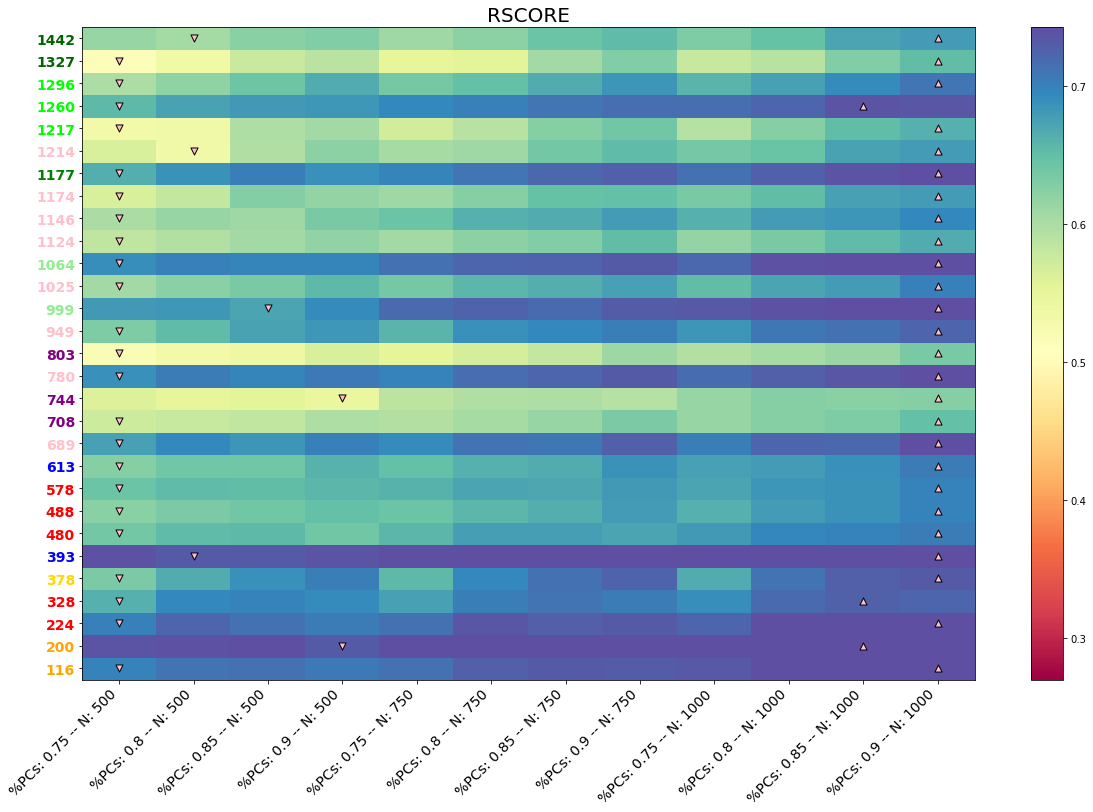 RSCORE
1442
1327
1296
1260
1217
1214
1177
1174
1146
1124
1064
1025
999
949
803
780
744
708
689
613
578
488
480
393
378
328
224
200
116
%PCs: 0.75 -- N: 500
%PCs: 0.8 -- N: 500
%PCs: 0.85 -- N: 500
%PCs: 0.9 -- N: 500
%PCs: 0.75 -- N: 750
%PCs: 0.8 -- N: 750
%PCs: 0.85 -- N: 750
%PCs: 0.9 -- N: 750
%PCs: 0.75 -- N: 1000
%PCs: 0.8 -- N: 1000
%PCs: 0.85 -- N: 1000
%PCs: 0.9 -- N: 1000
0.7
0.6
0.5
0.4
0.3